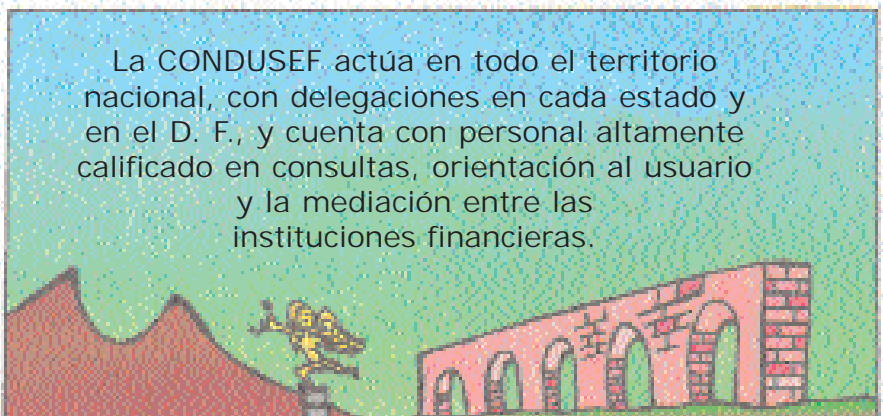 La CONDUSEF actúa en todo el territorio
nacional, con delegaciones en cada estado y
en el D. F., y cuenta con personal altamente
calificado en consultas, orientación al usuario
y la mediación entre las
instituciones financieras.